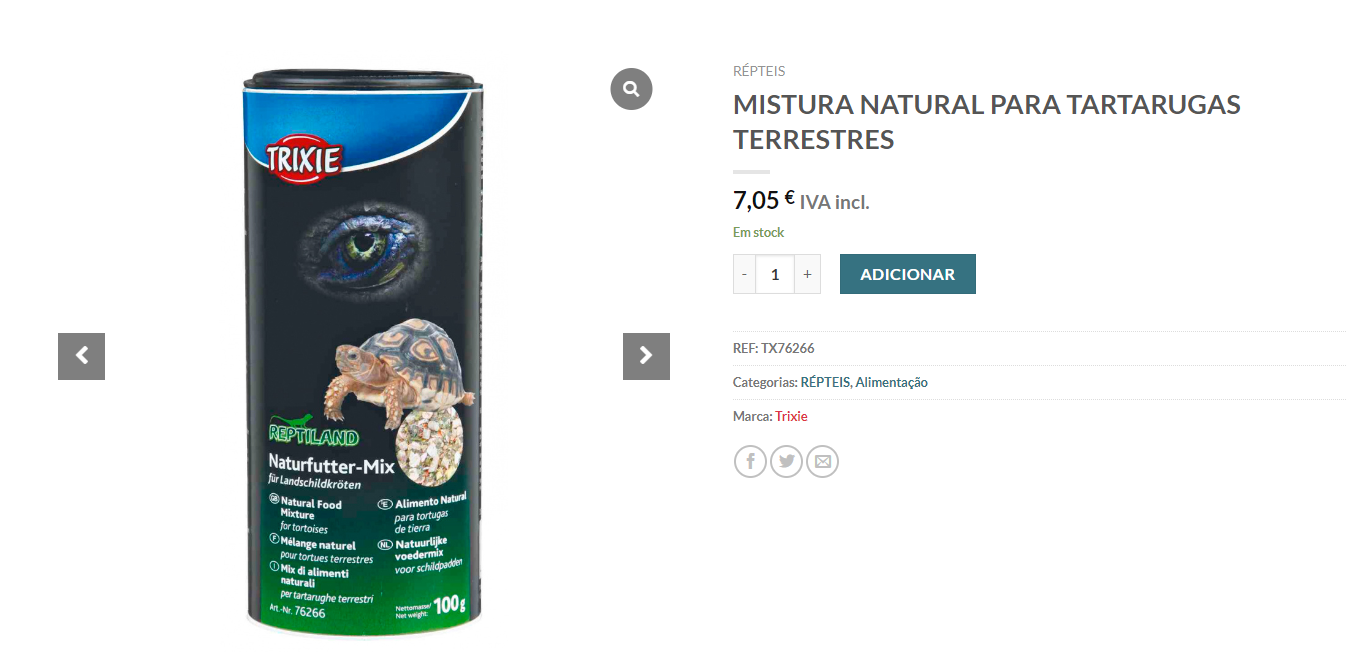 TRIXIE
REPTILAND
Naturfutter-Mix
für Landschildkröten
GB Natural Food
Mixture
for tortoises
F Mélange naturel
pour tortues terrestres
I Mix di alimenti
naturali
per tartarughe terrestri
Art.-Nr. 76266
E Alimento Natural
para tortugas
de tierra
NL Natuurlijke
voedermix
voor schildpadden
Nettomasse/
Net weight: 100g
RÉPTEIS
MISTURA NATURAL PARA TARTARUGAS
TERRESTRES
7,05 € IVA incl.
Em stock
- 1 +
ADICIONAR
REF: TX76266
Categorias: RÉPTEIS, Alimentação
Marca: Trixie